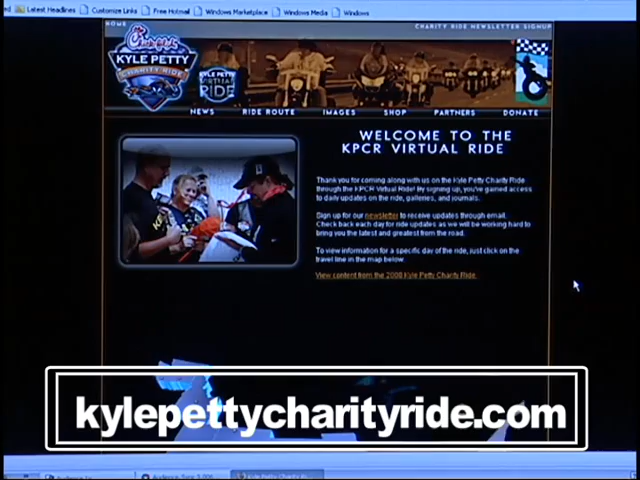 Latest Headlines Customize Links Free Hotmail Windows Marketplace Windows Media Windows
HOME
CHARITY RIDE NEWSLETTER SIGNUP
Chick-fil-A
KYLE PETTY
CHARITY RIDE
KYLE PETTY
VIRTUAL
RIDE
NEWS RIDE ROUTE IMAGES SHOP PARTNERS DONATE
WELCOME TO THE
KPCR VIRTUAL RIDE
Thank you for coming along with us on the Kyle Petty Charity Ride
through the KPCR Virtual Ride! By signing up, you've gained access
to daily updates on the ride, galleries, and journals.
Sign up for our newsletter to receive updates through email.
Check back each day for ride updates as we will be working hard to
bring you the latest and greatest from the road.
To view information for a specific day of the ride, just click on the
travel line in the map below.
View content from the 2008 Kyle Petty Charity Ride.
kylepettycharityride.com